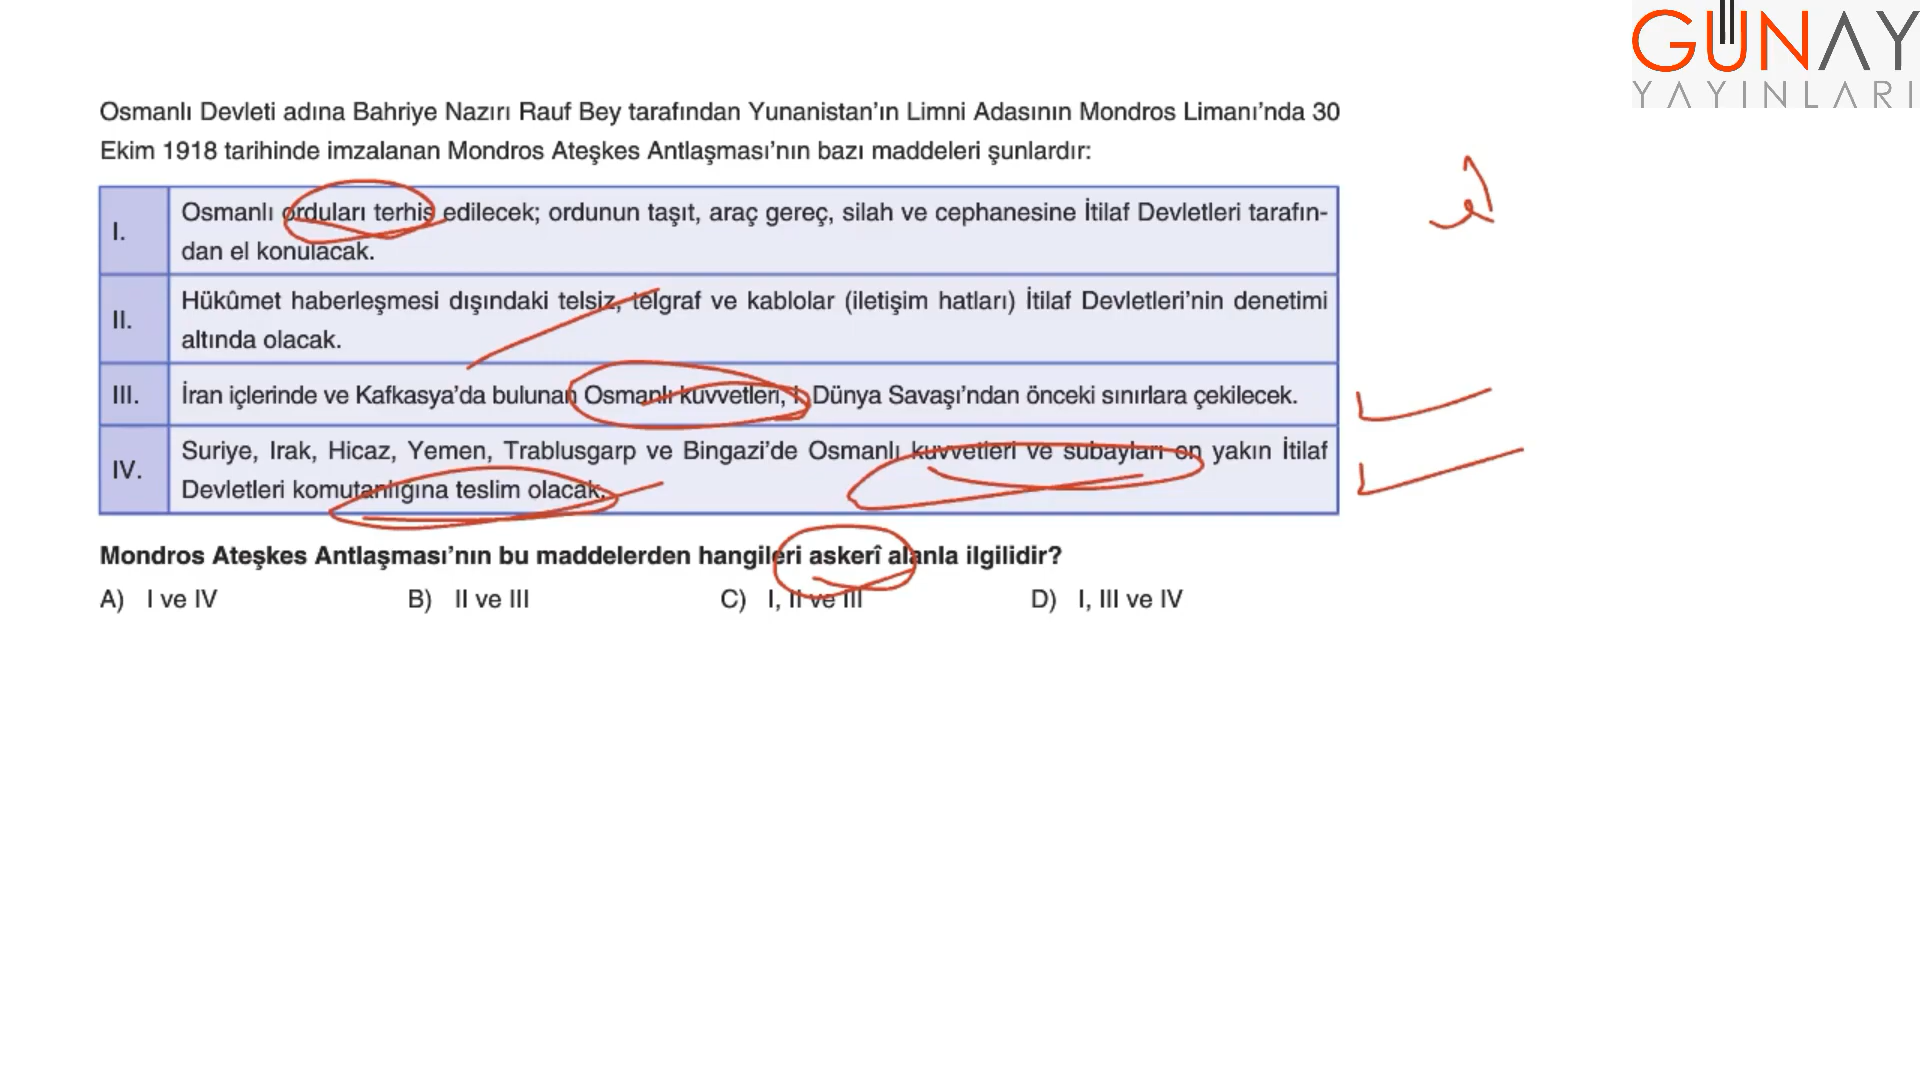 GÜNAY
YAYINLARI
Osmanlı Devleti adına Bahriye Nazırı Rauf Bey tarafından Yunanistan’ın Limni Adasının Mondros Limanı’nda 30
Ekim 1918 tarihinde imzalanan Mondros Ateşkes Antlaşması’nın bazı maddeleri şunlardır:
I.
Osmanlı orduları terhis edilecek; ordunun taşıt, araç gereç, silah ve cephanesine İtilaf Devletleri tarafın-
dan el konulacak.
II.
Hükûmet haberleşmesi dışındaki telsiz, telgraf ve kablolar (iletişim hatları) İtilaf Devletleri’nin denetimi
altında olacak.
III.
İran içlerinde ve Kafkasya’da bulunan Osmanlı kuvvetleri, I. Dünya Savaşı’ndan önceki sınırlara çekilecek.
IV.
Suriye, Irak, Hicaz, Yemen, Trablusgarp ve Bingazi’de Osmanlı kuvvetleri ve subayları en yakın İtilaf
Devletleri komutanlığına teslim olacak.
Mondros Ateşkes Antlaşması’nın bu maddelerden hangileri askerî alanla ilgilidir?
A) I ve IV B) II ve III C) I, II ve III D) I, III ve IV